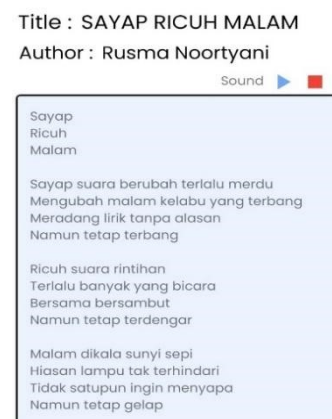 Title : SAYAP RICUH MALAM
Author : Rusma Noortyani
Sound
Sayap
Ricuh
Malam
Sayap suara berubah terlalu merdu
Mengubah malam kelabu yang terbang
Meradang lirik tanpa alasan
Namun tetap terbang
Ricuh suara rintihan
Terlalu banyak yang bicara
Bersama bersambut
Namun tetap terdengar
Malam dikala sunyi sepi
Hiasan lampu tak terhindari
Tidak satupun ingin menyapa
Namun tetap gelap